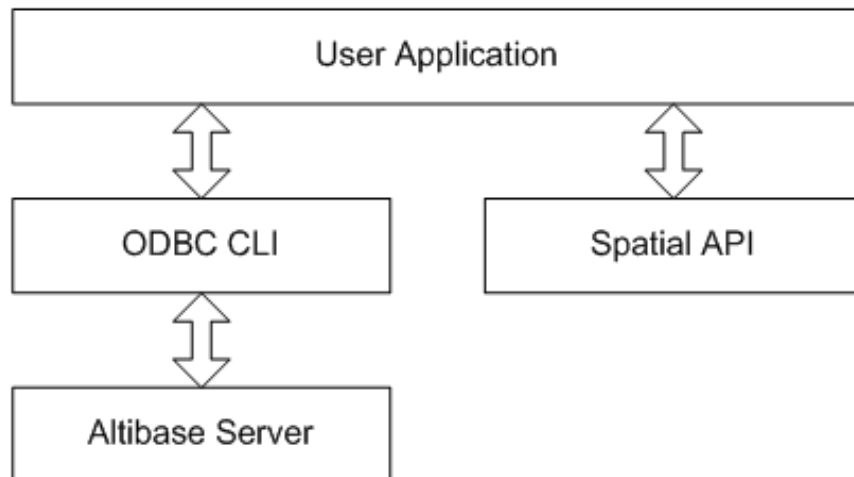 User Application
ODBC CLI
Spatial API
Altibase Server